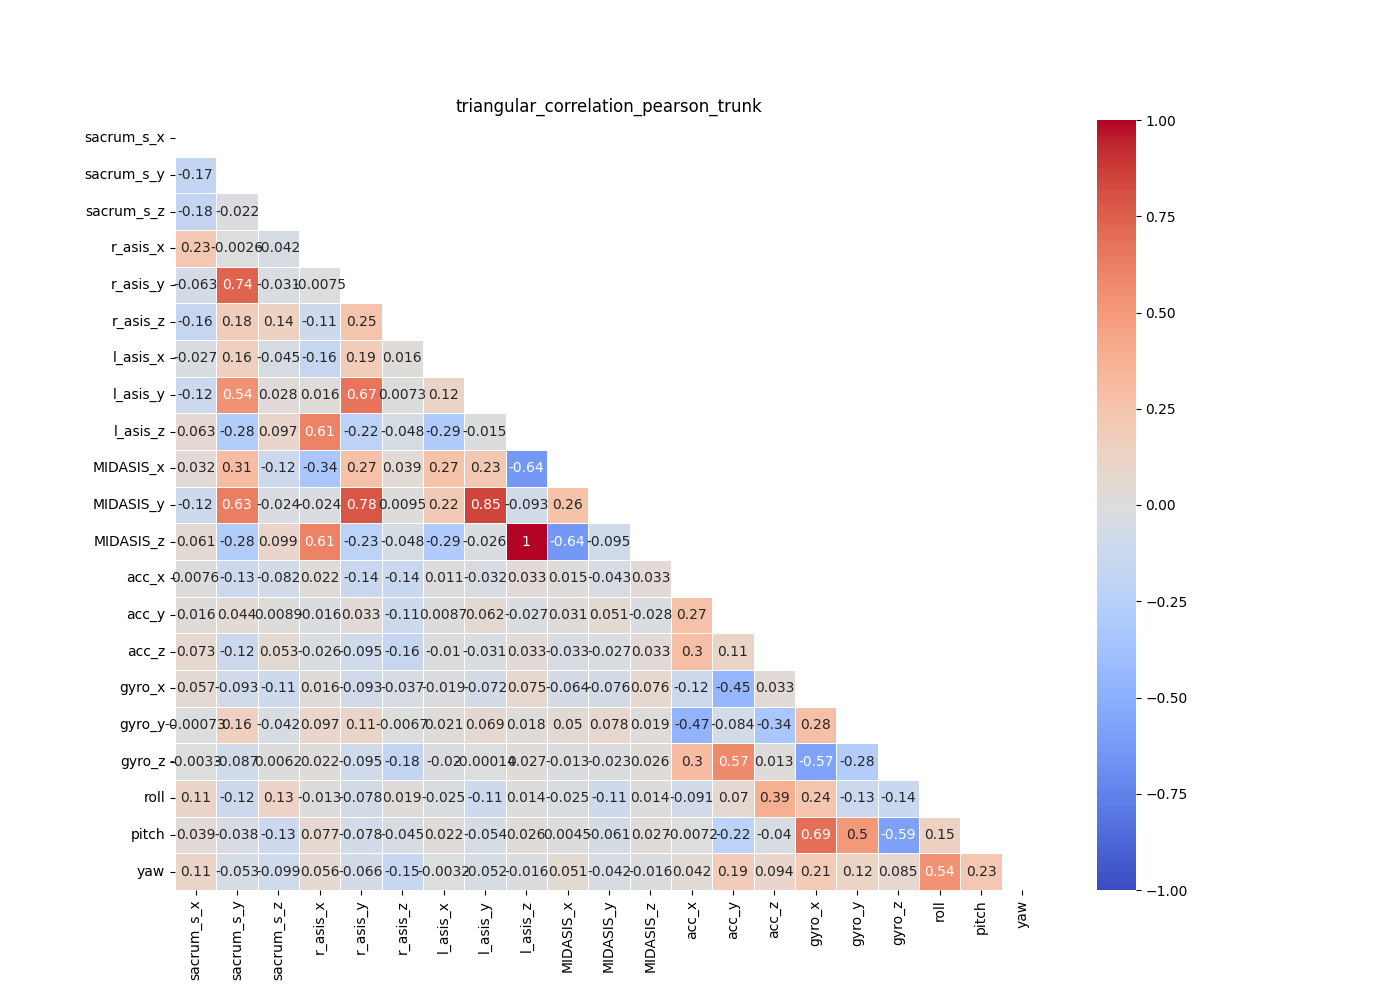 triangular_correlation_pearson_trunk
sacrum_s_x
sacrum_s_y -0.17
sacrum_s_z -0.18 -0.022
r_asis_x 0.23 -0.0026 -0.042
r_asis_y -0.063 0.74 -0.031 -0.0075
r_asis_z -0.16 0.18 0.14 -0.11 0.25
l_asis_x -0.027 0.16 -0.045 -0.16 0.19 0.016
l_asis_y -0.12 0.54 0.028 0.016 0.67 0.0073 0.12
l_asis_z 0.063 -0.28 0.097 0.61 -0.22 -0.048 -0.29 -0.015
MIDASIS_x 0.032 0.31 -0.12 -0.34 0.27 0.039 0.27 0.23 -0.64
MIDASIS_y -0.12 0.63 -0.024 -0.024 0.78 0.0095 0.22 0.85 -0.093 0.26
MIDASIS_z 0.061 -0.28 0.099 0.61 -0.23 -0.048 -0.29 -0.026 1 -0.64 -0.095
acc_x 0.0076 -0.13 -0.082 0.022 -0.14 -0.14 0.011 -0.032 0.033 0.015 -0.043 0.033
acc_y 0.016 0.044 0.0089 -0.016 0.033 -0.11 0.0087 0.062 -0.027 0.031 0.051 -0.028 0.27
acc_z 0.073 -0.12 0.053 -0.026 -0.095 -0.16 -0.01 -0.031 0.033 -0.033 -0.027 0.033 0.3 0.11
gyro_x 0.057 -0.093 -0.11 0.016 -0.093 -0.037 -0.019 -0.072 0.075 -0.064 -0.076 0.076 -0.12 -0.45 0.033
gyro_y -0.00073 0.16 -0.042 0.097 0.11 -0.0067 0.021 0.069 0.018 0.05 0.078 0.019 -0.47 -0.084 -0.34 0.28
gyro_z -0.0033 -0.087 0.0062 0.022 -0.095 -0.18 -0.02 0.027 -0.013 -0.023 0.026 0.3 0.57 0.013 -0.57 -0.28
roll 0.11 -0.12 0.13 -0.013 -0.078 0.019 -0.025 -0.11 0.014 -0.025 -0.11 0.014 -0.091 0.07 0.39 0.24 -0.13 -0.14
pitch 0.039 -0.038 -0.13 0.077 -0.078 -0.045 0.022 -0.054 0.026 0.0045 -0.061 0.027 -0.0072 -0.22 -0.04 0.69 0.5 -0.59 0.15
yaw 0.11 -0.053 -0.099 0.056 -0.066 -0.15 -0.0032 -0.052 -0.016 0.051 -0.042 -0.016 0.042 0.19 0.094 0.21 0.12 0.085 0.54 0.23
sacrum_s_x
sacrum_s_y
sacrum_s_z
r_asis_x
r_asis_y
r_asis_z
l_asis_x
l_asis_y
l_asis_z
MIDASIS_x
MIDASIS_y
MIDASIS_z
acc_x
acc_y
acc_z
gyro_x
gyro_y
gyro_z
roll
pitch
yaw
1.00
0.75
0.50
0.25
0.00
−0.25
−0.50
−0.75
−1.00